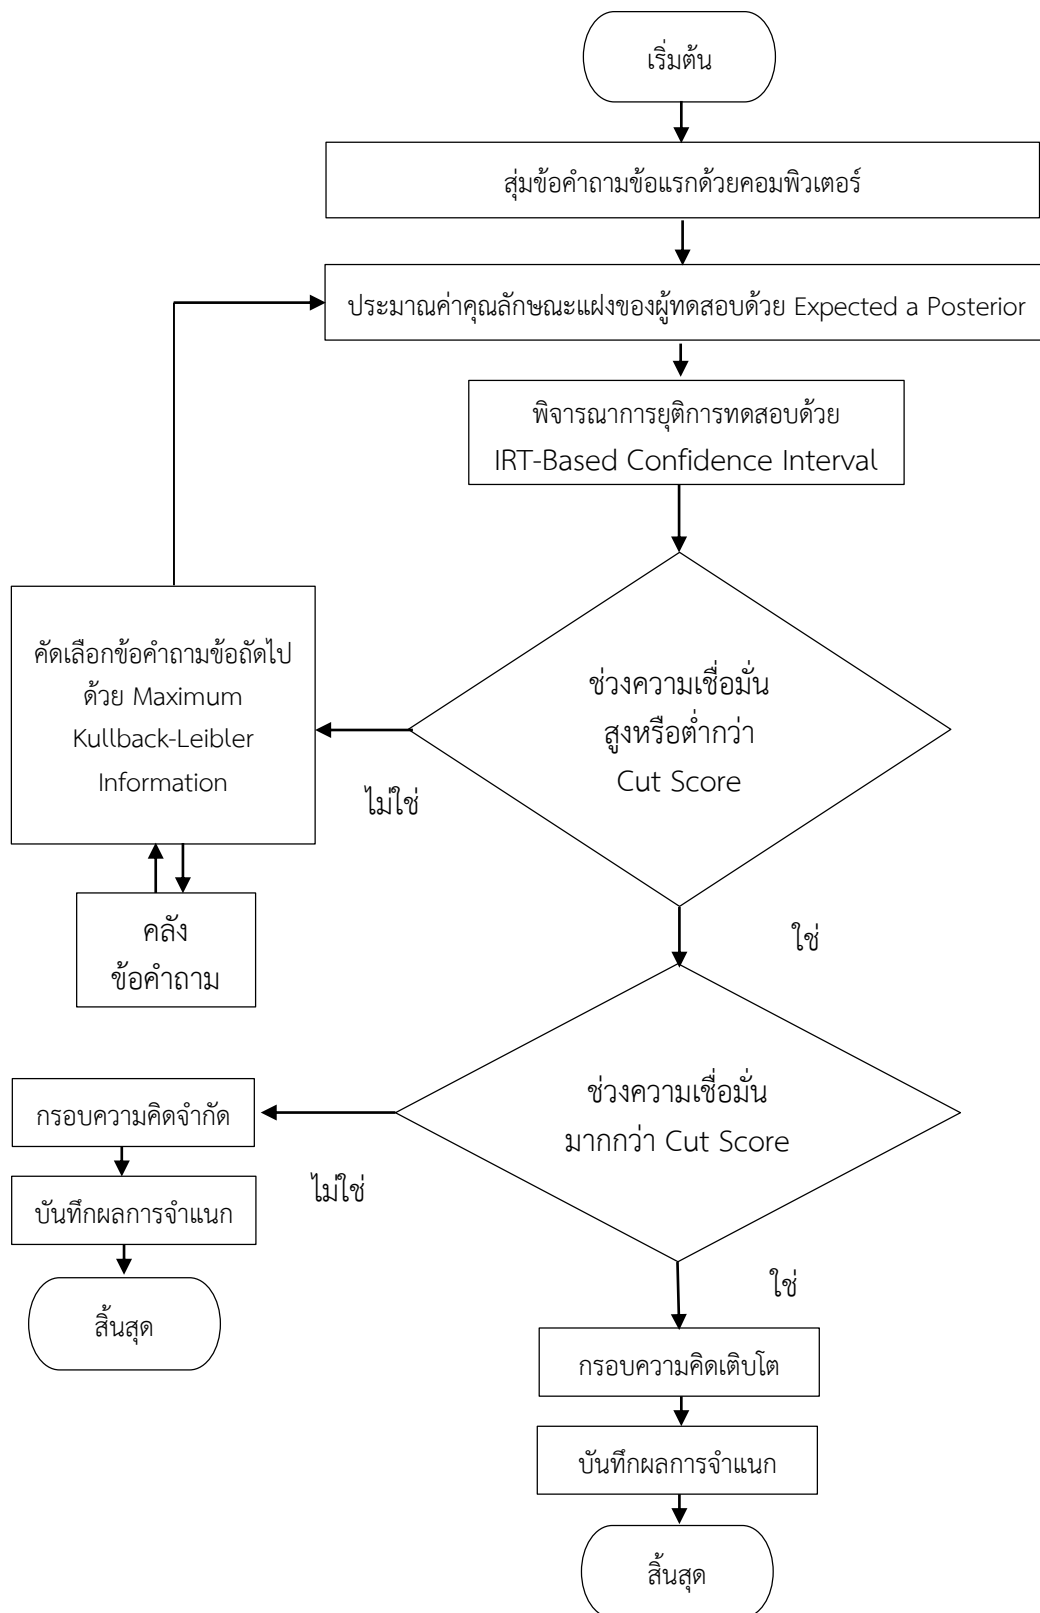 เริ่มต้น
สุ่มข้อคำถามข้อแรกด้วยคอมพิวเตอร์
ประมาณค่าคุณลักษณะแฝงของผู้ทดสอบด้วย Expected a Posterior
พิจารณาการยุติการทดสอบด้วย
IRT-Based Confidence Interval
คัดเลือกข้อคำถามข้อถัดไป
ด้วย Maximum
Kullback-Leibler
Information
ช่วงความเชื่อมั่น
สูงหรือต่ำกว่า
Cut Score
ไม่ใช่
คลัง
ข้อคำถาม
ใช่
ช่วงความเชื่อมั่น
มากกว่า Cut Score
กรอบความคิดจำกัด
ไม่ใช่
บันทึกผลการจำแนก
สิ้นสุด
ใช่
กรอบความคิดเติบโต
บันทึกผลการจำแนก
สิ้นสุด